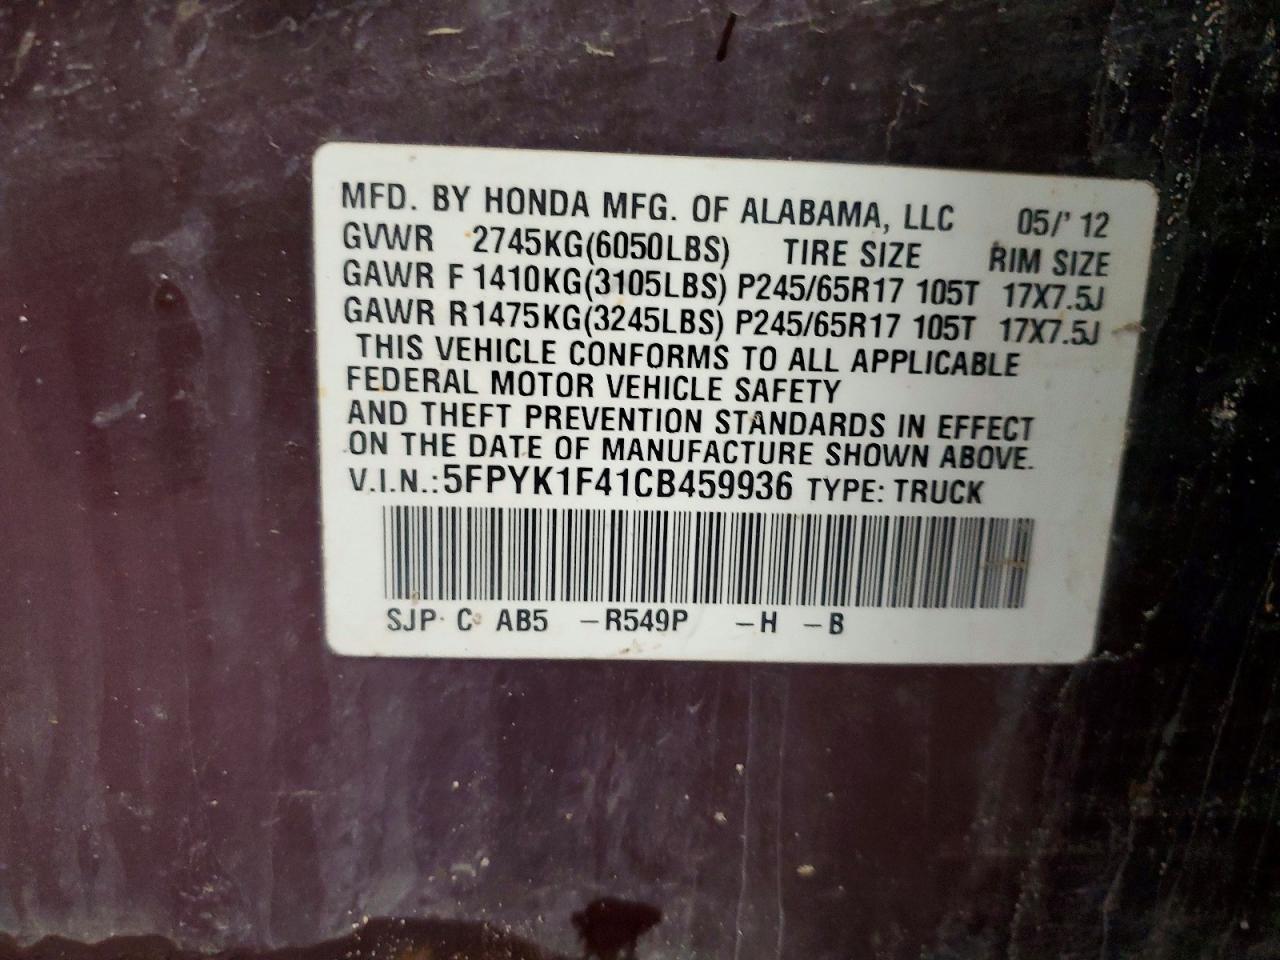 MFD. BY HONDA MFG. OF ALABAMA, LLC 05/' 12
GVWR 2745KG(6050LBS) TIRE SIZE RIM SIZE
GAWR F 1410KG(3105LBS) P245/65R17 105T 17X7.5J
GAWR R 1475KG(3245LBS) P245/65R17 105T 17X7.5J
THIS VEHICLE CONFORMS TO ALL APPLICABLE
FEDERAL MOTOR VEHICLE SAFETY
AND THEFT PREVENTION STANDARDS IN EFFECT
ON THE DATE OF MANUFACTURE SHOWN ABOVE.
V.I.N.: 5FPYK1F41CB459936 TYPE: TRUCK
SJP C AB5 -R549P -H -B